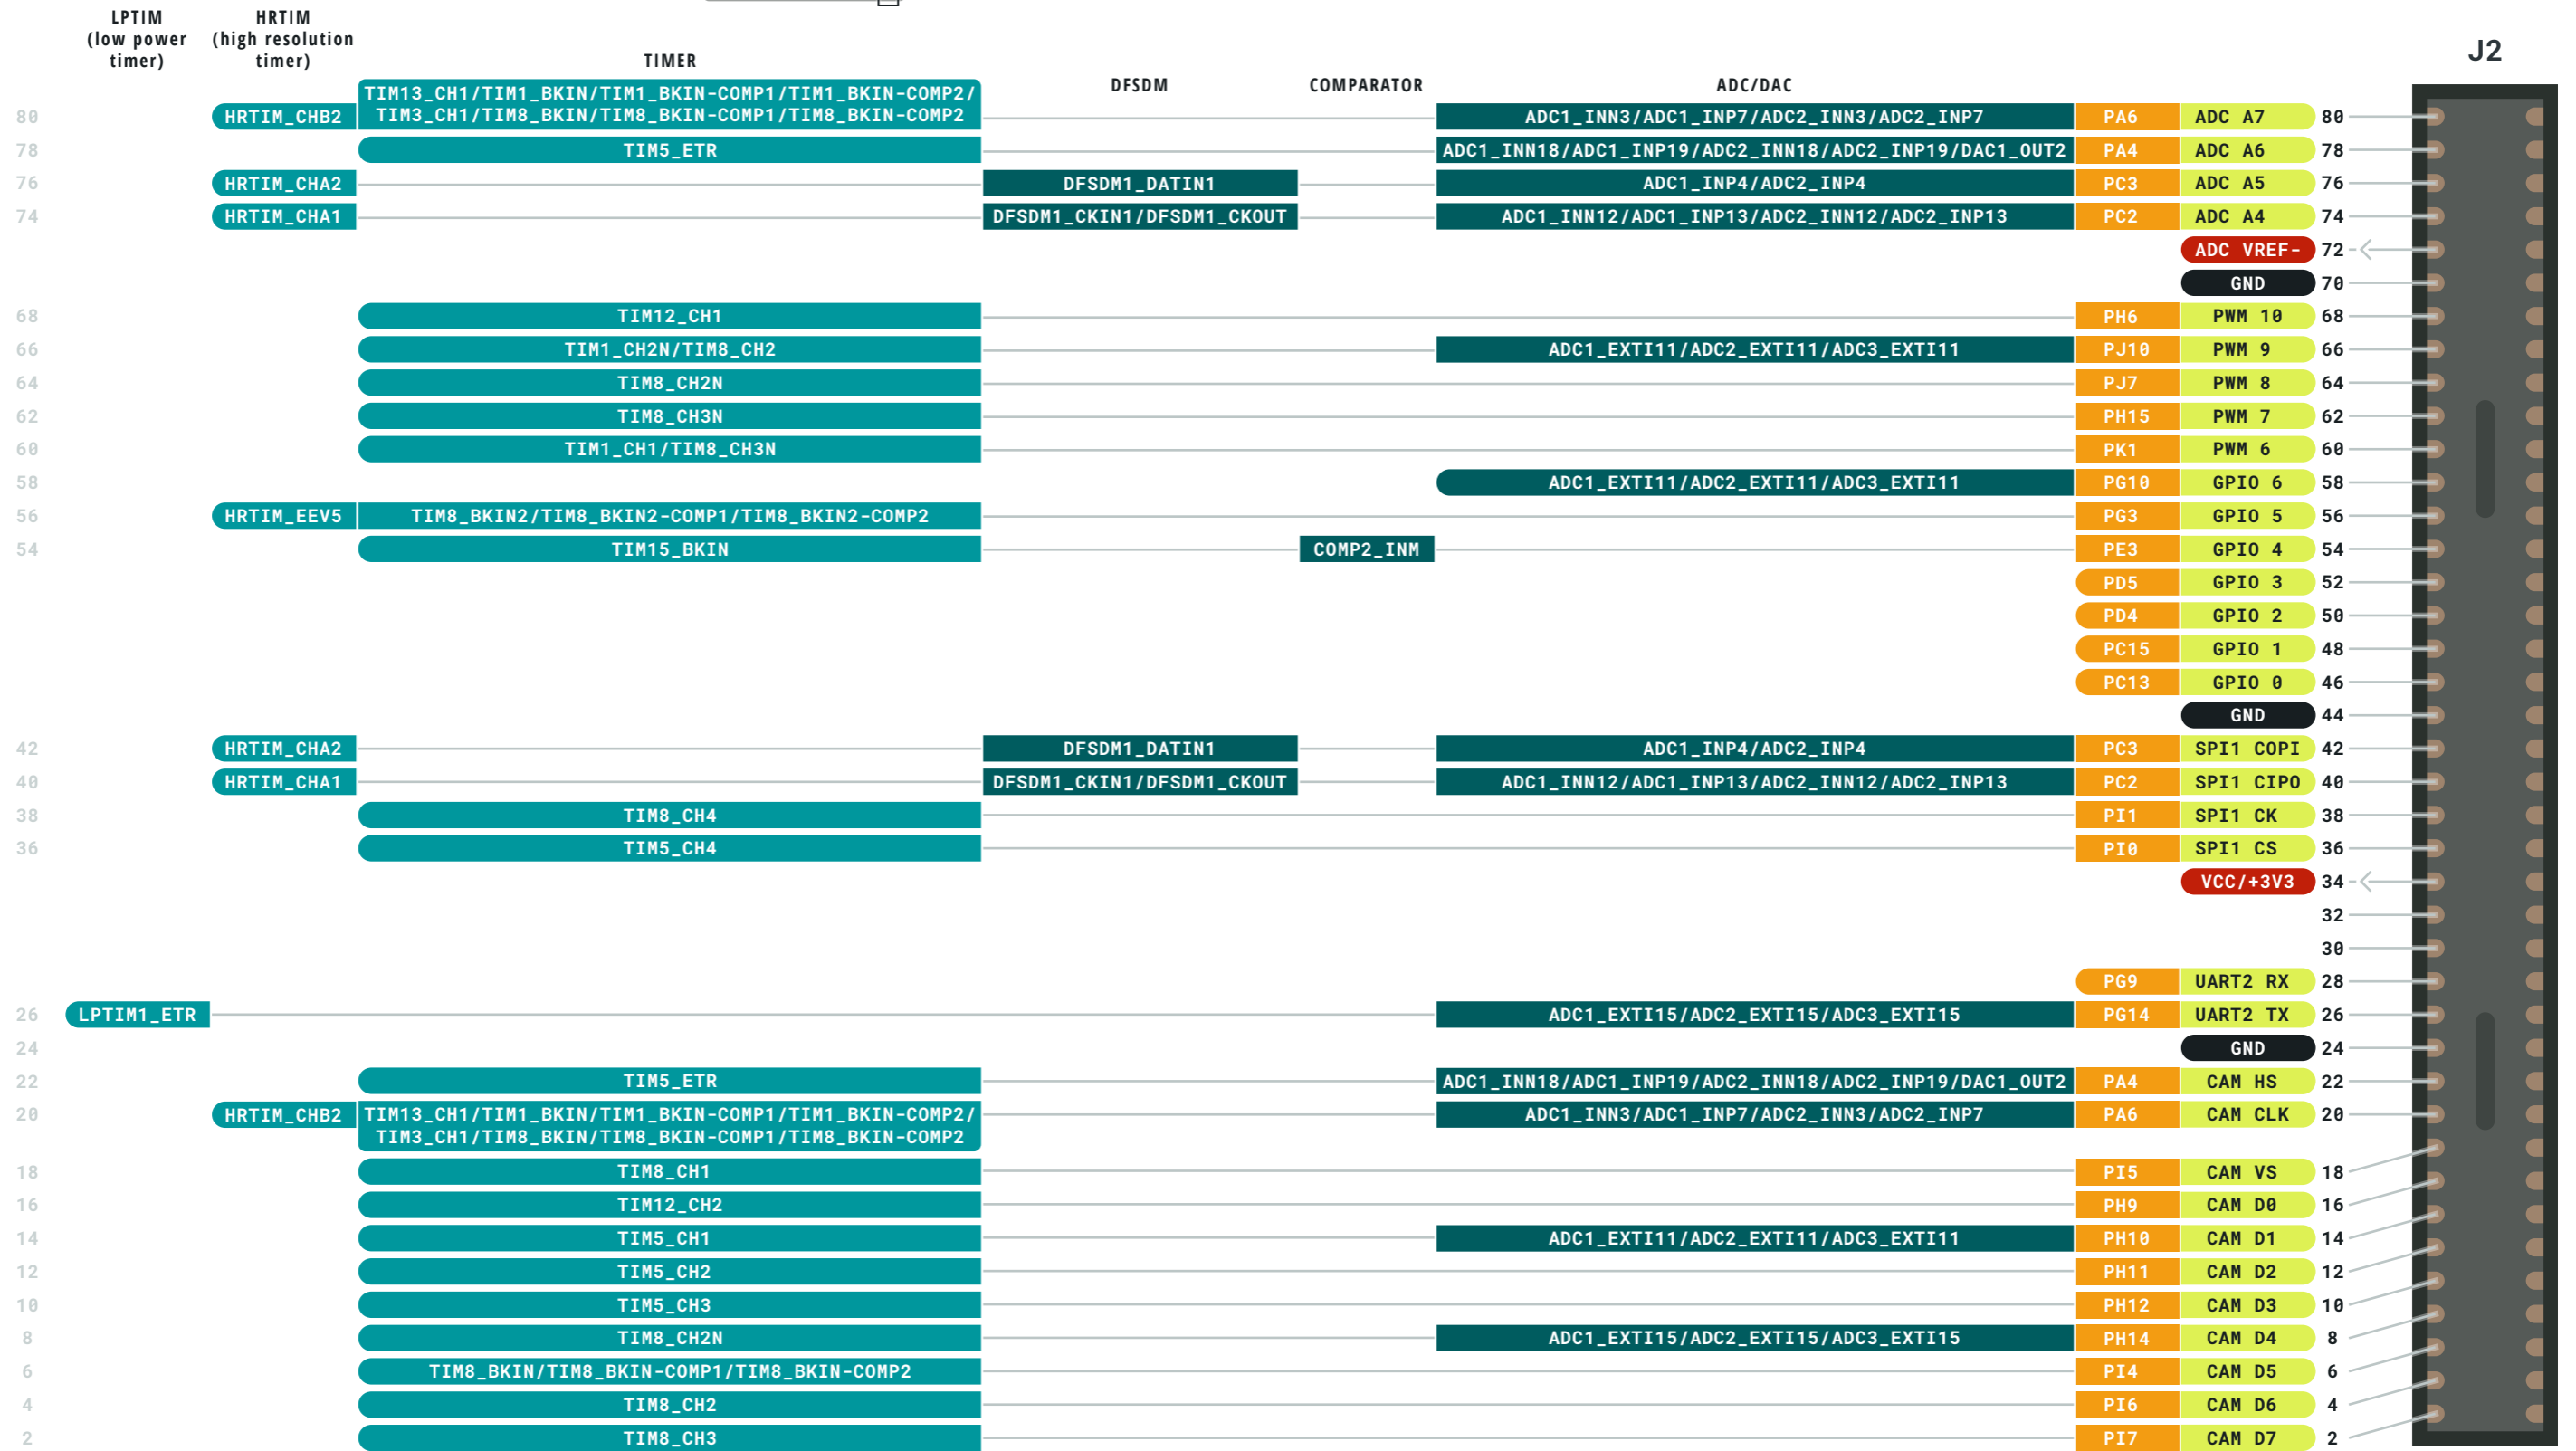 LPTIM
(low power
timer)
HRTIM
(high resolution
timer)
TIMER
DFSDM
COMPARATOR
ADC/DAC
J2
80 HRTIM_CHB2 TIM13_CH1/TIM1_BKIN/TIM1_BKIN-COMP1/TIM1_BKIN-COMP2/
TIM3_CH1/TIM8_BKIN/TIM8_BKIN-COMP1/TIM8_BKIN-COMP2 ADC1_INN3/ADC1_INP7/ADC2_INN3/ADC2_INP7 PA6 ADC A7 80
78 TIM5_ETR ADC1_INN18/ADC1_INP19/ADC2_INN18/ADC2_INP19/DAC1_OUT2 PA4 ADC A6 78
76 HRTIM_CHA2 DFSDM1_DATIN1 ADC1_INP4/ADC2_INP4 PC3 ADC A5 76
74 HRTIM_CHA1 DFSDM1_CKIN1/DFSDM1_CKOUT ADC1_INN12/ADC1_INP13/ADC2_INN12/ADC2_INP13 PC2 ADC A4 74
ADC VREF- 72
GND 70
68 TIM12_CH1 PH6 PWM 10 68
66 TIM1_CH2N/TIM8_CH2 ADC1_EXTI11/ADC2_EXTI11/ADC3_EXTI11 PJ10 PWM 9 66
64 TIM8_CH2N PJ7 PWM 8 64
62 TIM8_CH3N PH15 PWM 7 62
60 TIM1_CH1/TIM8_CH3N PK1 PWM 6 60
58 ADC1_EXTI11/ADC2_EXTI11/ADC3_EXTI11 PG10 GPIO 6 58
56 HRTIM_EEV5 TIM8_BKIN2/TIM8_BKIN2-COMP1/TIM8_BKIN2-COMP2 PG3 GPIO 5 56
54 TIM15_BKIN COMP2_INM PE3 GPIO 4 54
PD5 GPIO 3 52
PD4 GPIO 2 50
PC15 GPIO 1 48
PC13 GPIO 0 46
GND 44
42 HRTIM_CHA2 DFSDM1_DATIN1 ADC1_INP4/ADC2_INP4 PC3 SPI1 COPI 42
40 HRTIM_CHA1 DFSDM1_CKIN1/DFSDM1_CKOUT ADC1_INN12/ADC1_INP13/ADC2_INN12/ADC2_INP13 PC2 SPI1 CIPO 40
38 TIM8_CH4 PI1 SPI1 CK 38
36 TIM5_CH4 PI0 SPI1 CS 36
VCC/+3V3 34
32
30
PG9 UART2 RX 28
26 LPTIM1_ETR ADC1_EXTI15/ADC2_EXTI15/ADC3_EXTI15 PG14 UART2 TX 26
24 GND 24
22 TIM5_ETR ADC1_INN18/ADC1_INP19/ADC2_INN18/ADC2_INP19/DAC1_OUT2 PA4 CAM HS 22
20 HRTIM_CHB2 TIM13_CH1/TIM1_BKIN/TIM1_BKIN-COMP1/TIM1_BKIN-COMP2/ ADC1_INN3/ADC1_INP7/ADC2_INN3/ADC2_INP7 PA6 CAM CLK 20
TIM3_CH1/TIM8_BKIN/TIM8_BKIN-COMP1/TIM8_BKIN-COMP2
18 TIM8_CH1 PI5 CAM VS 18
16 TIM12_CH2 PH9 CAM D0 16
14 TIM5_CH1 ADC1_EXTI11/ADC2_EXTI11/ADC3_EXTI11 PH10 CAM D1 14
12 TIM5_CH2 PH11 CAM D2 12
10 TIM5_CH3 PH12 CAM D3 10
8 TIM8_CH2N ADC1_EXTI15/ADC2_EXTI15/ADC3_EXTI15 PH14 CAM D4 8
6 TIM8_BKIN/TIM8_BKIN-COMP1/TIM8_BKIN-COMP2 PI4 CAM D5 6
4 TIM8_CH2 PI6 CAM D6 4
2 TIM8_CH3 PI7 CAM D7 2